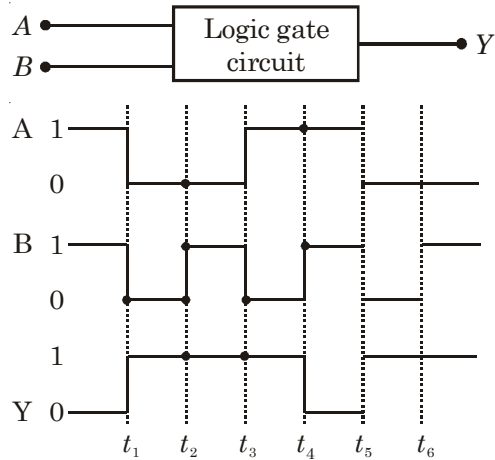 A
Logic gate
circuit
Y
B
A 1
0
B 1
0
1
Y 0
t₁ t₂ t₃ t₄ t₅ t₆